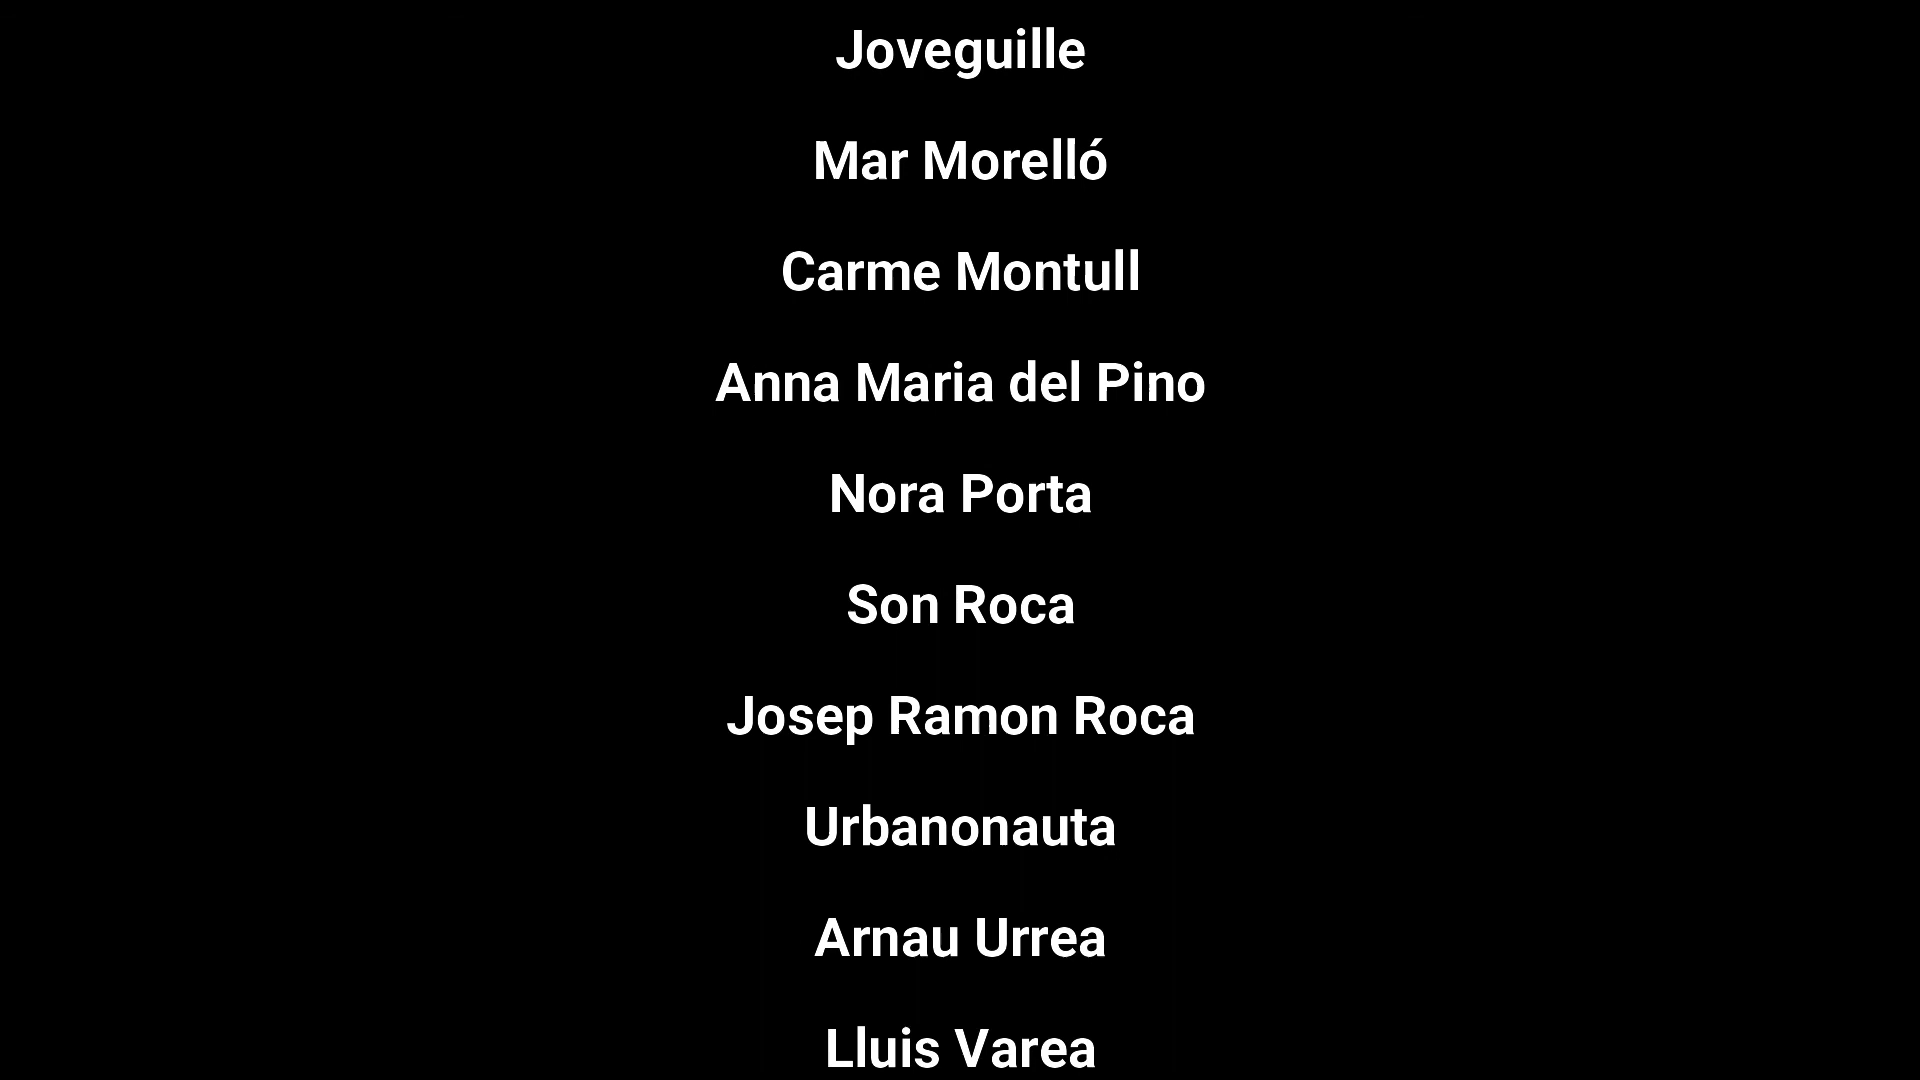 Joveguille
Mar Morelló
Carme Montull
Anna Maria del Pino
Nora Porta
Son Roca
Josep Ramon Roca
Urbanonauta
Arnau Urrea
Lluis Varea